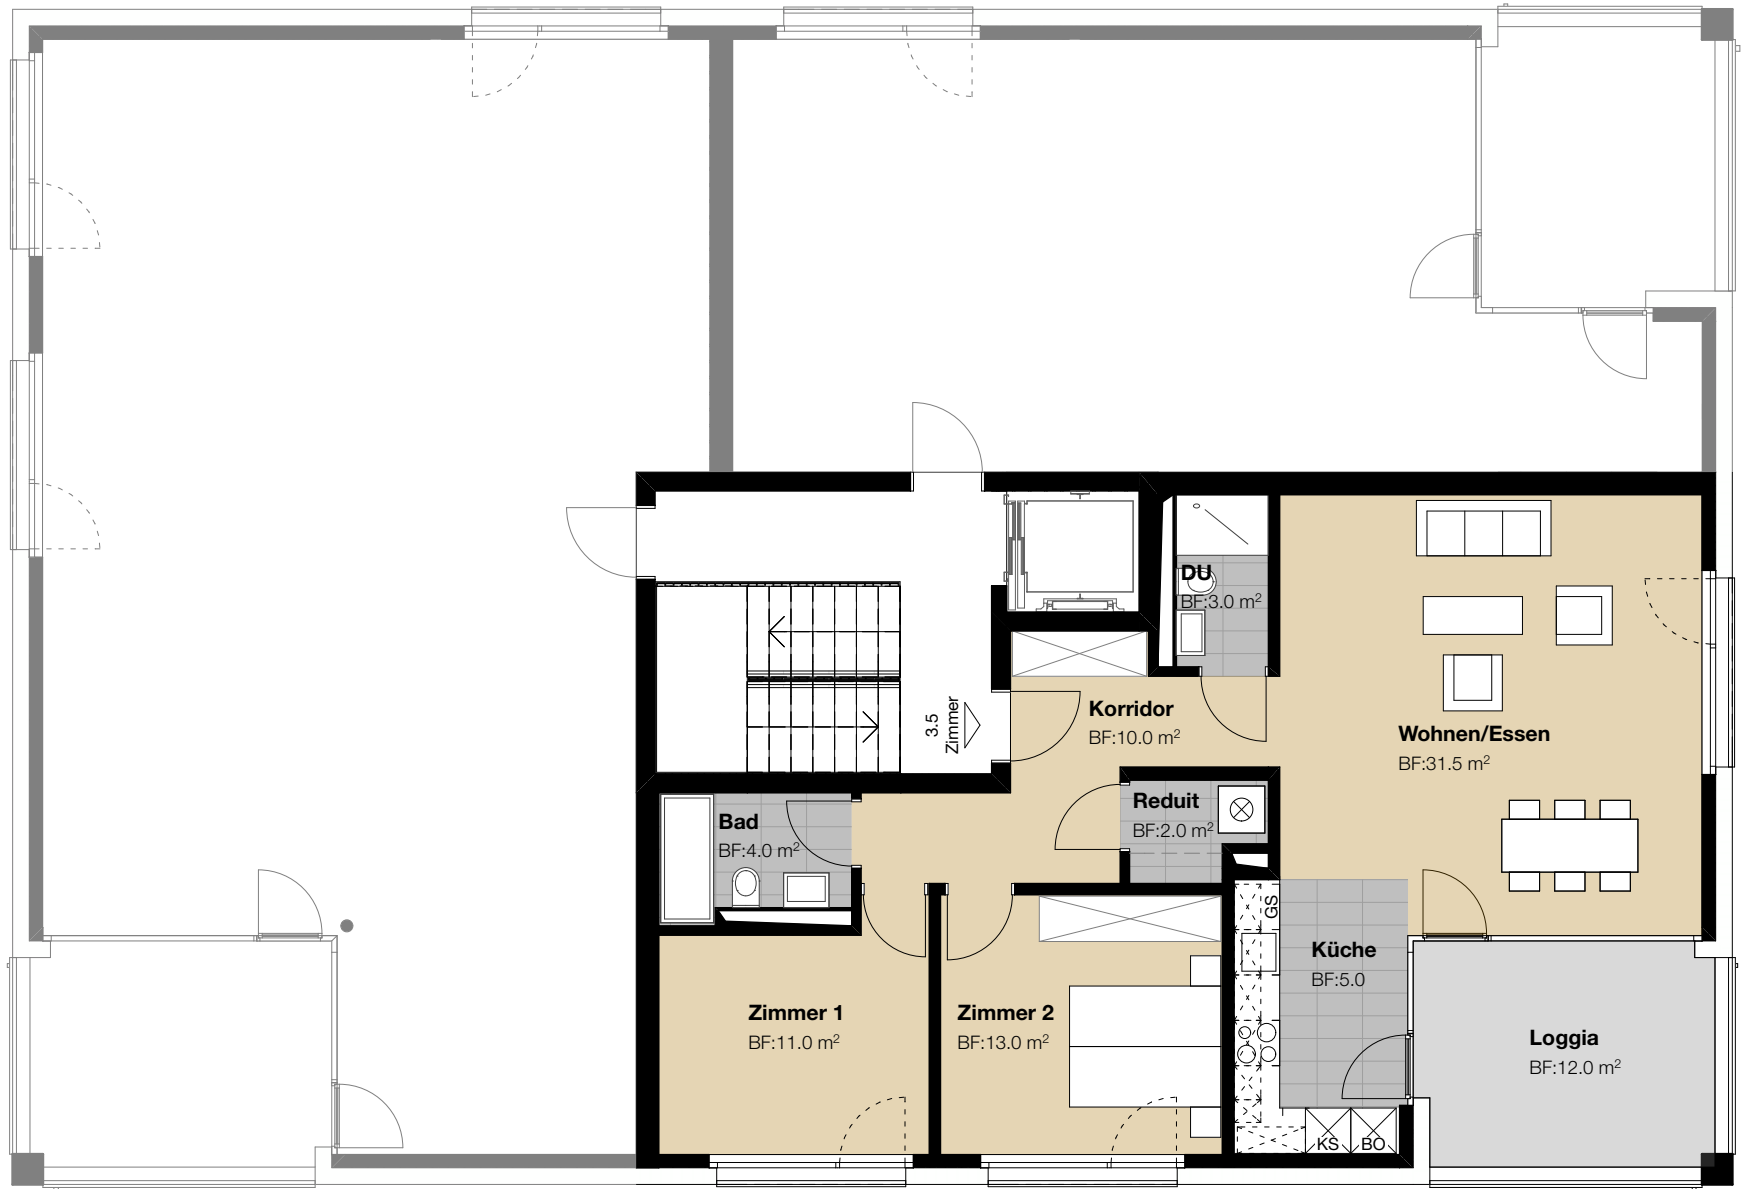 DU
BF:3.0 m²
3.5
Zimmer
Korridor
BF:10.0 m²
Wohnen/Essen
BF:31.5 m²
Reduit
BF:2.0 m²
Bad
BF:4.0 m²
GS
Küche
BF:5.0
Zimmer 1
BF:11.0 m²
Zimmer 2
BF:13.0 m²
Loggia
BF:12.0 m²
KS
BO